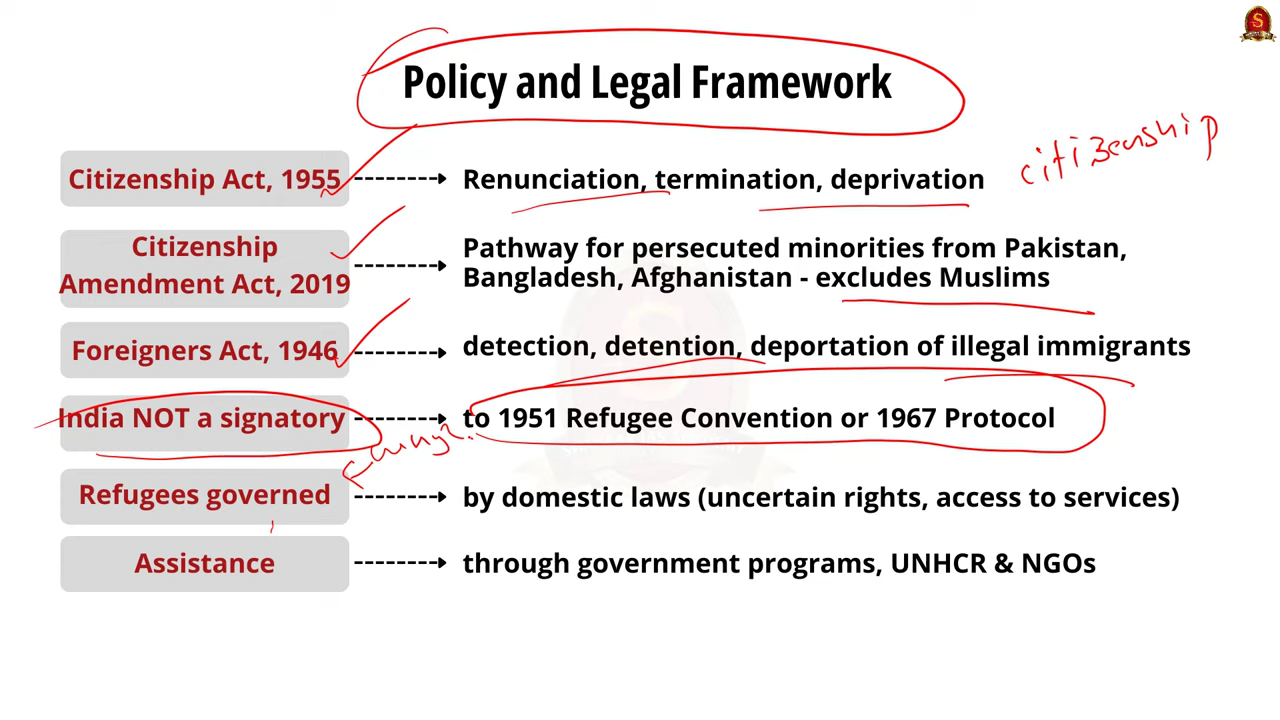 Policy and Legal Framework
citizenship
Citizenship Act, 1955
Renunciation, termination, deprivation
Citizenship
Amendment Act, 2019
Pathway for persecuted minorities from Pakistan,
Bangladesh, Afghanistan - excludes Muslims
Foreigners Act, 1946
detection, detention, deportation of illegal immigrants
India NOT a signatory
to 1951 Refugee Convention or 1967 Protocol
Refugees governed
by domestic laws (uncertain rights, access to services)
Assistance
through government programs, UNHCR & NGOs